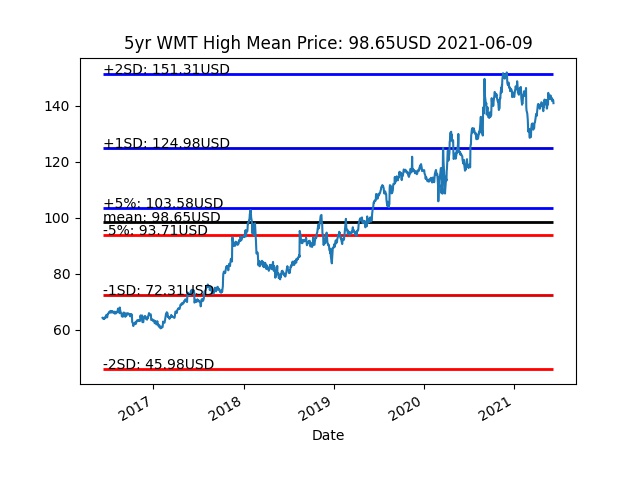 5yr WMT High Mean Price: 98.65USD 2021-06-09
+2SD: 151.31USD
140
+1SD: 124.98USD
120
+5%: 103.58USD
100
mean: 98.65USD
-5%: 93.71USD
80
-1SD: 72.31USD
60
-2SD: 45.98USD
2017
2018
2019
2020
2021
Date